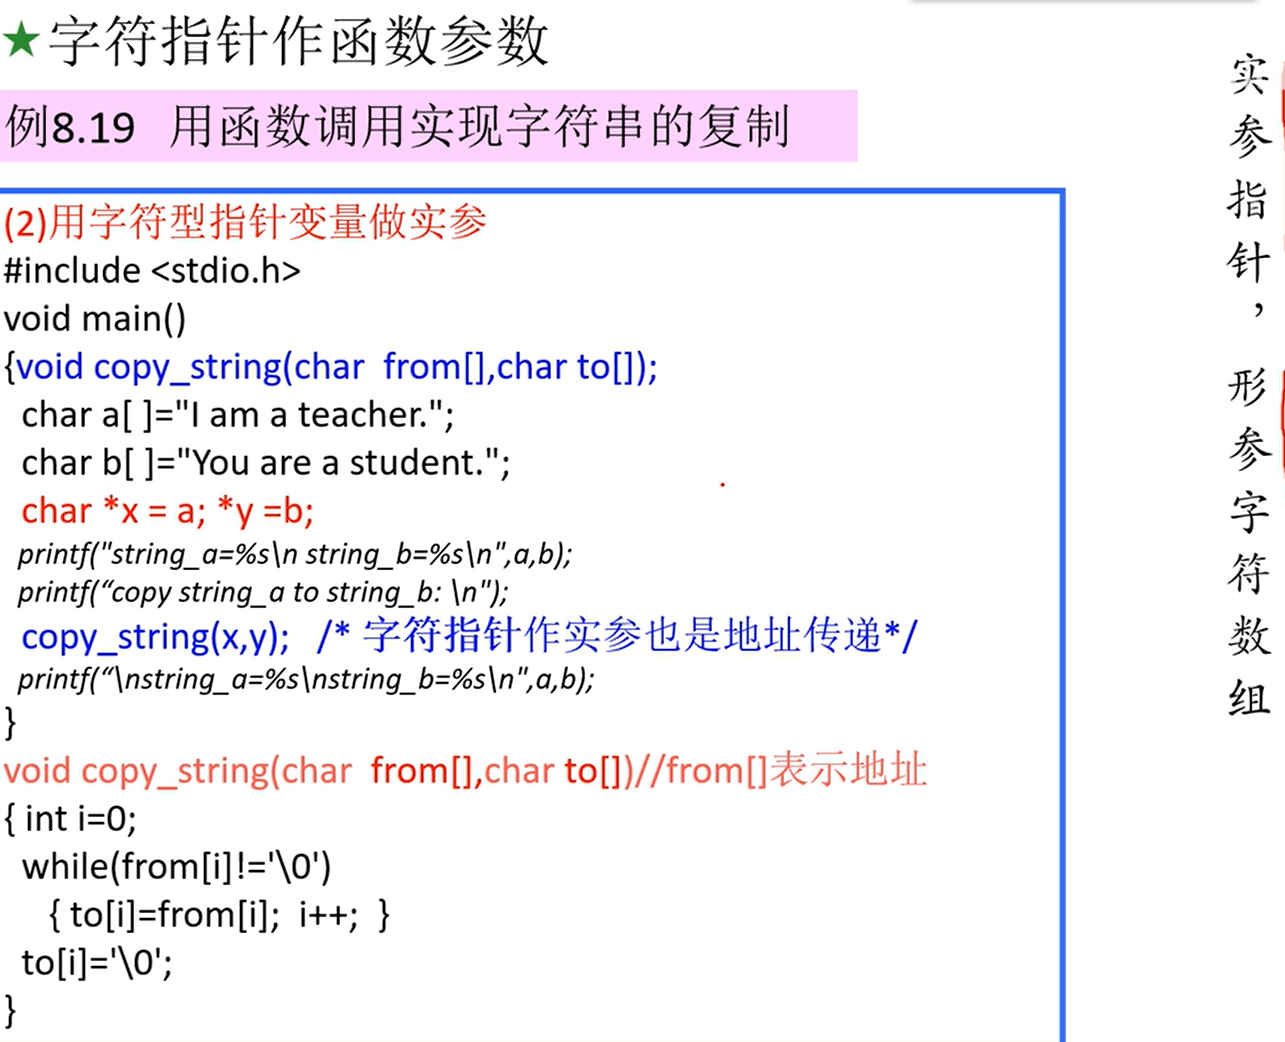 ★字符指针作函数参数
例8.19 用函数调用实现字符串的复制
(2)用字符型指针变量做实参
#include <stdio.h>
void main()
{void copy_string(char from[],char to[]);
char a[ ]="I am a teacher.";
char b[ ]="You are a student.";
char *x = a; *y =b;
printf("string_a=%s\n string_b=%s\n",a,b);
printf(“copy string_a to string_b: \n");
copy_string(x,y); /* 字符指针作实参也是地址传递*/
printf(“\nstring_a=%s\nstring_b=%s\n",a,b);
}
void copy_string(char from[],char to[])//from[]表示地址
{ int i=0;
while(from[i]!='\0')
{ to[i]=from[i]; i++; }
to[i]='\0';
}
实参指针，形参字符数组